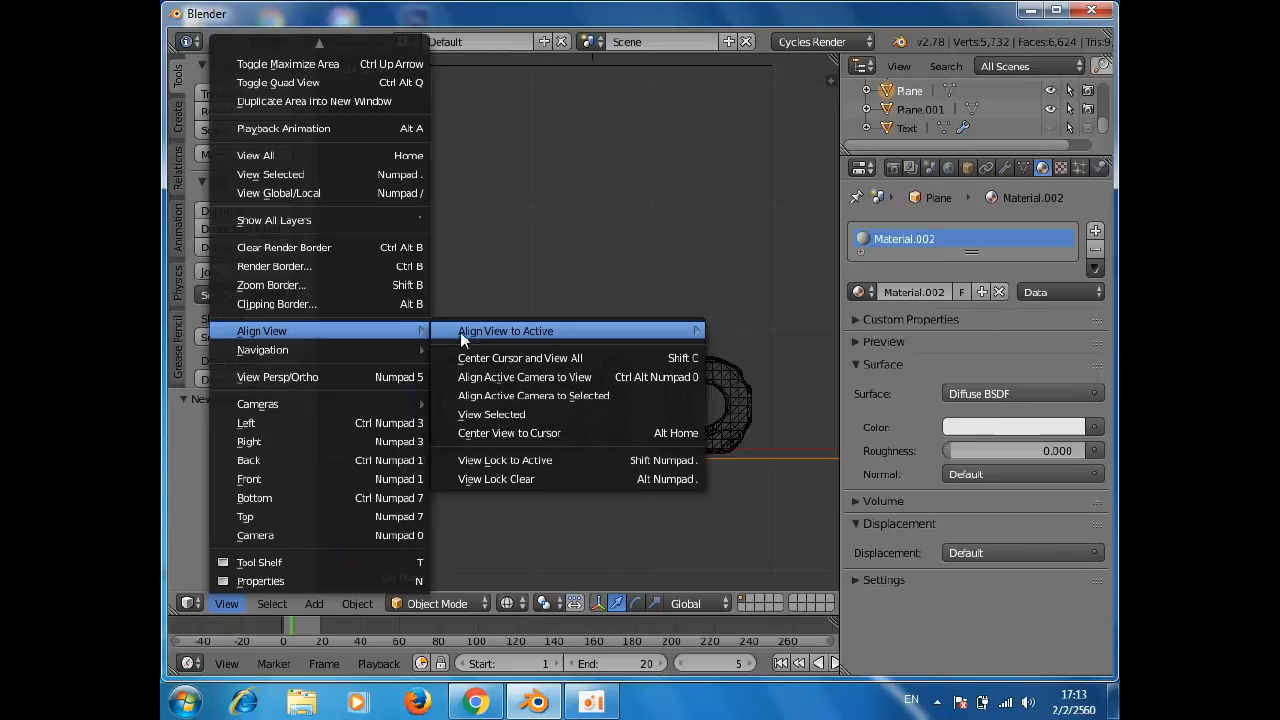 Blender
Default
Scene
Cycles Render
v2.78 | Verts:5,732 | Faces:6,624 | Tris:9,
View
Search
All Scenes
Plane
Plane.001
Text
Tools
Create
Relations
Animation
Physics
Grease Pencil
Toggle Maximize Area Ctrl Up Arrow
Toggle Quad View Ctrl Alt Q
Duplicate Area into New Window
Playback Animation Alt A
View All Home
View Selected Numpad .
View Global/Local Numpad /
Show All Layers `
Clear Render Border Ctrl Alt B
Render Border... Ctrl B
Zoom Border... Shift B
Clipping Border... Alt B
Align View
Navigation
View Persp/Ortho Numpad 5
Cameras
Left Ctrl Numpad 3
Right Numpad 3
Back Ctrl Numpad 1
Front Numpad 1
Bottom Ctrl Numpad 7
Top Numpad 7
Camera Numpad 0
Tool Shelf T
Properties N
Align View to Active
Center Cursor and View All Shift C
Align Active Camera to View Ctrl Alt Numpad 0
Align Active Camera to Selected
View Selected
Center View to Cursor Alt Home
View Lock to Active Shift Numpad .
View Lock Clear Alt Numpad .
Plane
Material.002
Material.002
Material.002 F
Data
Custom Properties
Preview
Surface
Surface: Diffuse BSDF
Color:
Roughness: 0.000
Normal: Default
Volume
Displacement
Displacement: Default
Settings
View Select Add Object Object Mode Global
-40 -20 0 20 40 60 80 100 120 140 160 180 200 220 240 260
View Marker Frame Playback Start: 1 End: 20 5
EN
17:13
2/2/2560